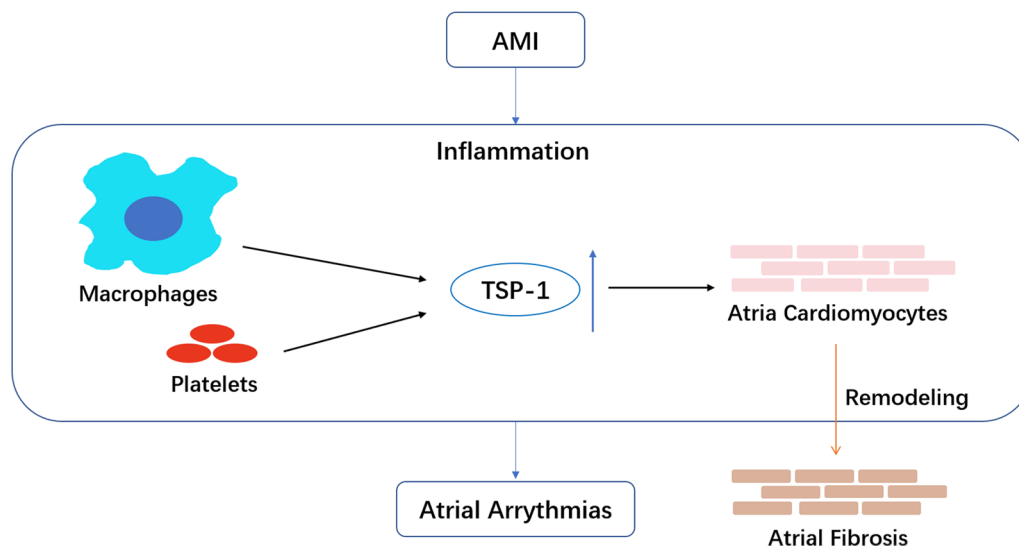 AMI
Inflammation
Macrophages
TSP-1
Platelets
Atria Cardiomyocytes
Remodeling
Atrial Arrythmias
Atrial Fibrosis